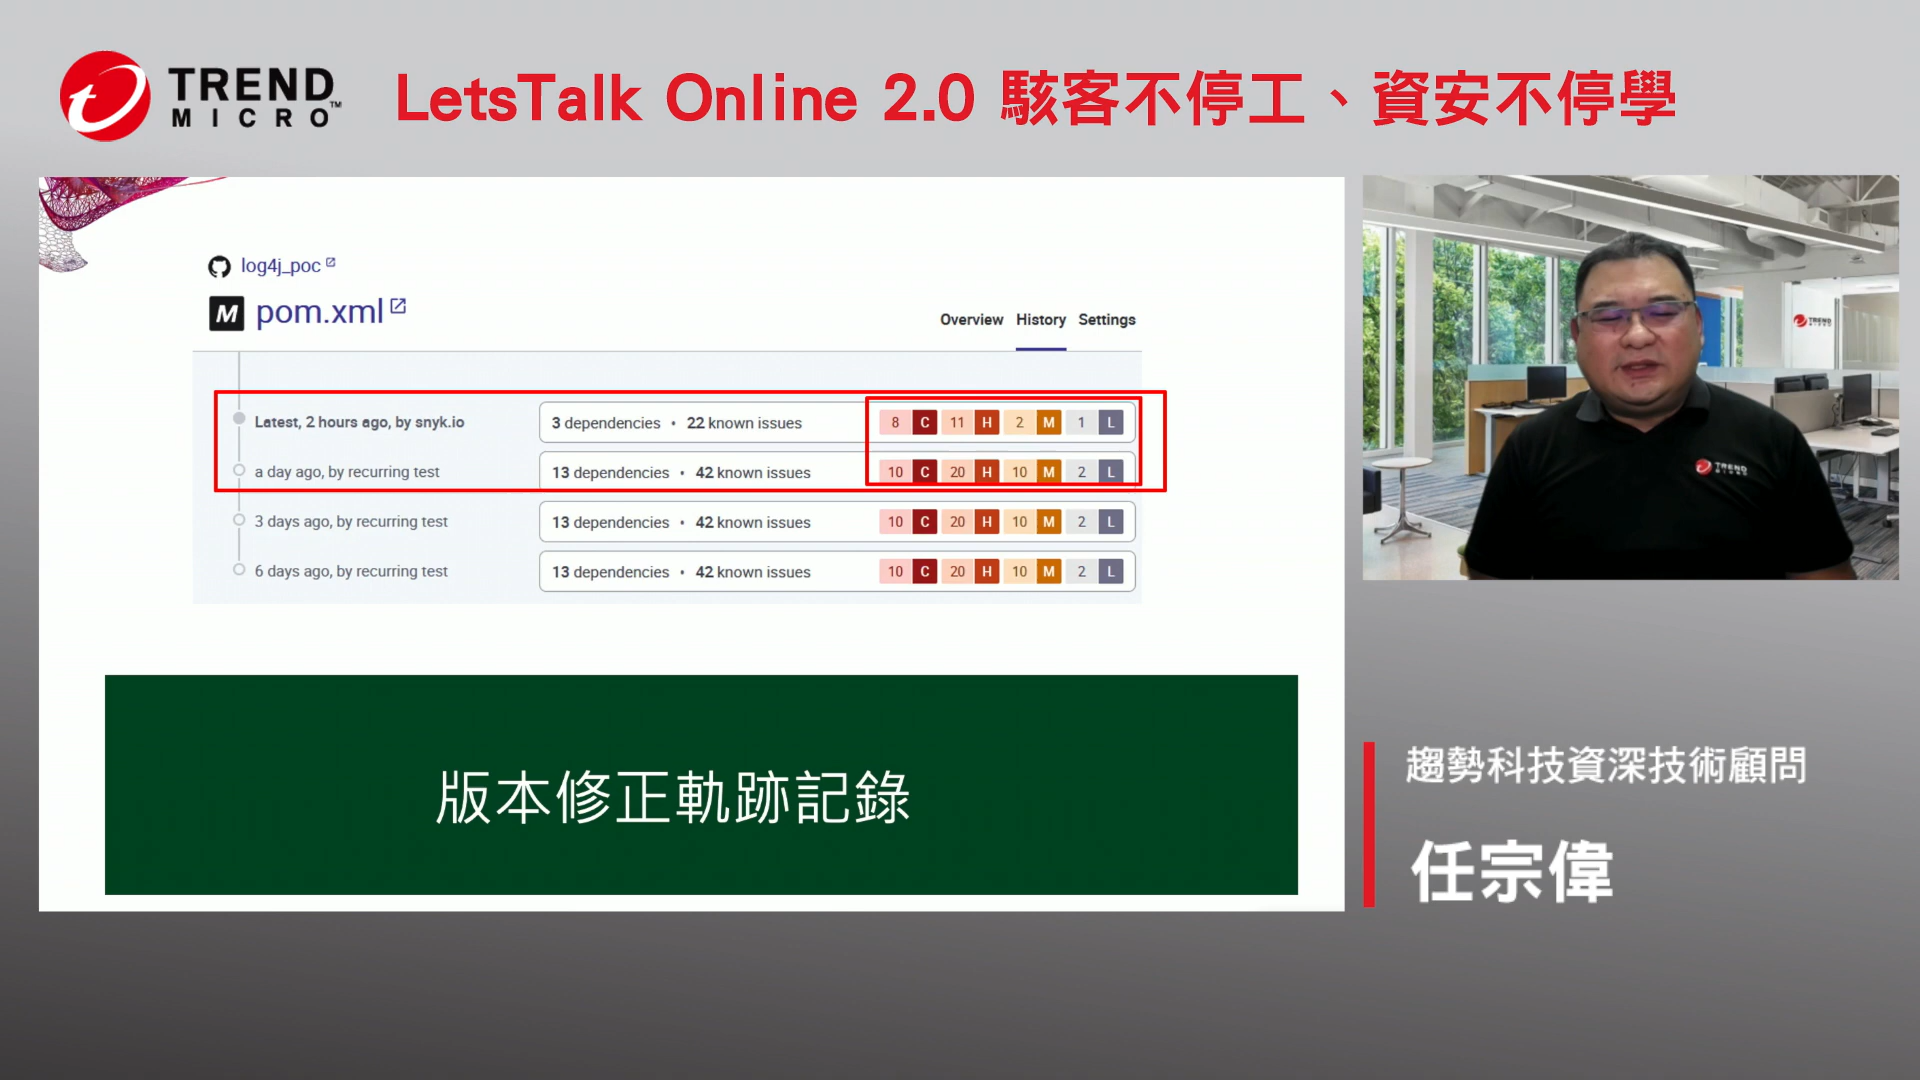 TREND MICRO™
LetsTalk Online 2.0 駭客不停工、資安不停學
log4j_poc
M pom.xml
Overview History Settings
Latest, 2 hours ago, by snyk.io 3 dependencies • 22 known issues 8 C 11 H 2 M 1 L
a day ago, by recurring test 13 dependencies • 42 known issues 10 C 20 H 10 M 2 L
3 days ago, by recurring test 13 dependencies • 42 known issues 10 C 20 H 10 M 2 L
6 days ago, by recurring test 13 dependencies • 42 known issues 10 C 20 H 10 M 2 L
版本修正軌跡記錄
TREND MICRO
TREND MICRO
趨勢科技資深技術顧問
任宗偉